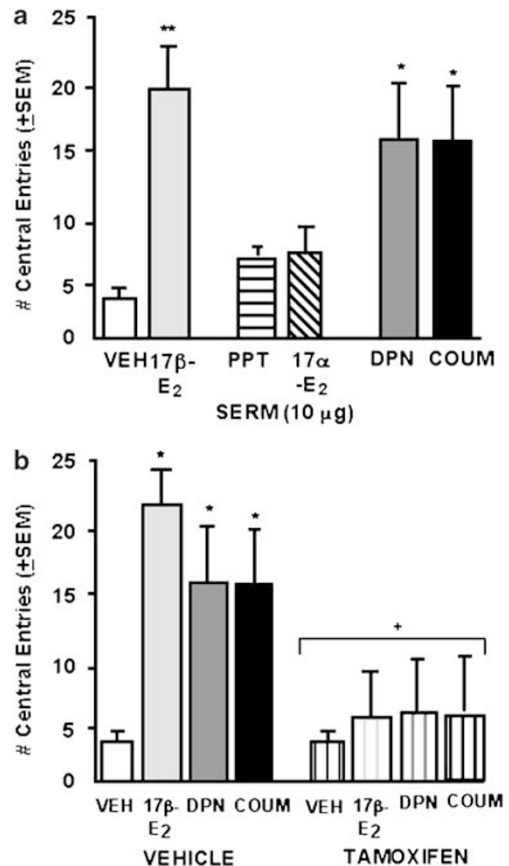 a
# Central Entries (±SEM)
25
20
15
10
5
0
**
*
*
VEH 17β-E₂ PPT 17α-E₂ DPN COUM
SERM (10 µg)
b
# Central Entries (±SEM)
25
20
15
10
5
0
*
*
*
+
VEH 17β-E₂ DPN COUM VEH 17β-E₂ DPN COUM
VEHICLE TAMOXIFEN